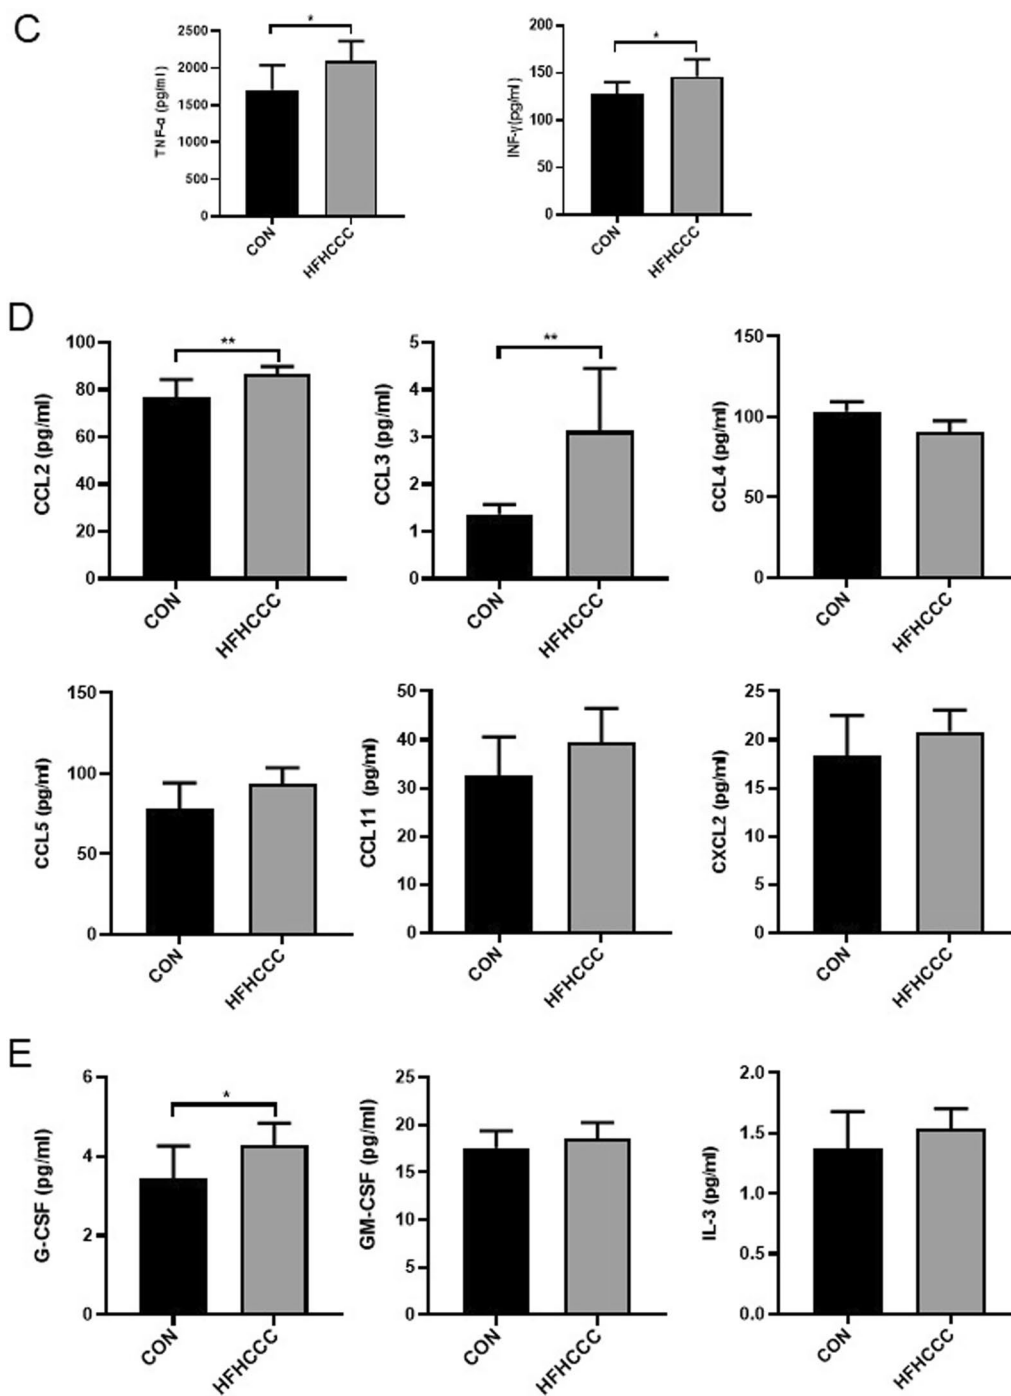 C
*
2500
2000
1500
1000
500
0
TNF-α (pg/ml)
CON
HFHCCC
*
200
150
100
50
0
INF-γ(pg/ml)
CON
HFHCCC
D
**
100
80
60
40
20
0
CCL2 (pg/ml)
CON
HFHCCC
**
5
4
3
2
1
0
CCL3 (pg/ml)
CON
HFHCCC
150
100
50
0
CCL4 (pg/ml)
CON
HFHCCC
150
100
50
0
CCL5 (pg/ml)
CON
HFHCCC
50
40
30
20
10
0
CCL11 (pg/ml)
CON
HFHCCC
25
20
15
10
5
0
CXCL2 (pg/ml)
CON
HFHCCC
E
*
6
4
2
0
G-CSF (pg/ml)
CON
HFHCCC
25
20
15
10
5
0
GM-CSF (pg/ml)
CON
HFHCCC
2.0
1.5
1.0
0.5
0.0
IL-3 (pg/ml)
CON
HFHCCC